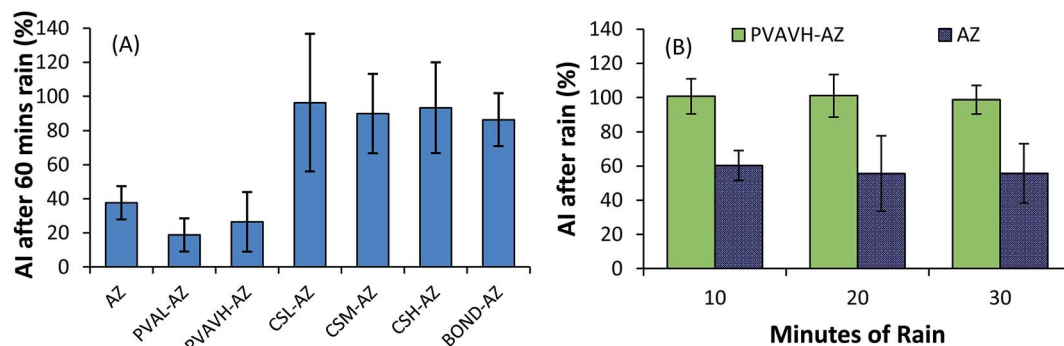 (A)
AI after 60 mins rain (%)
140
120
100
80
60
40
20
0
AZ
PVAL-AZ
PVAVH-AZ
CSL-AZ
CSM-AZ
CSH-AZ
BOND-AZ
(B)
PVAVH-AZ
AZ
AI after rain (%)
140
120
100
80
60
40
20
0
10 20 30
Minutes of Rain